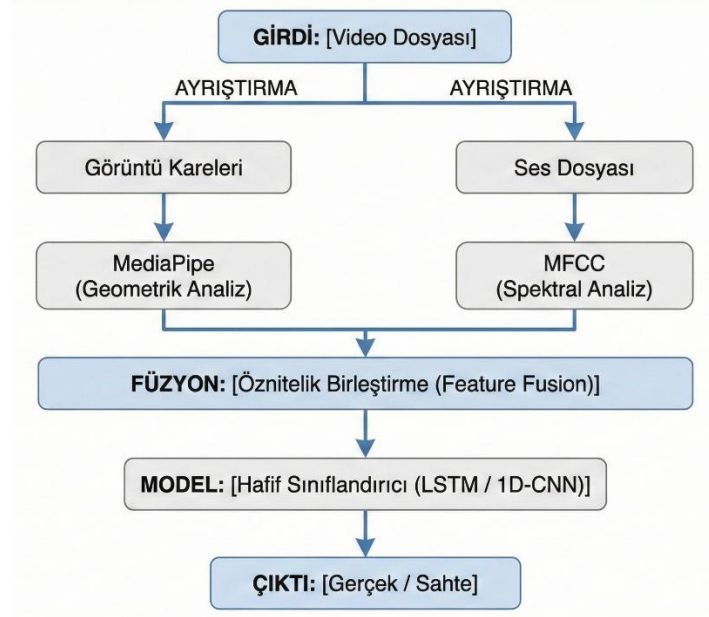 GİRDİ: [Video Dosyası]
AYRIŞTIRMA
AYRIŞTIRMA
Görüntü Kareleri
Ses Dosyası
MediaPipe
(Geometrik Analiz)
MFCC
(Spektral Analiz)
FÜZYON: [Öznitelik Birleştirme (Feature Fusion)]
MODEL: [Hafif Sınıflandırıcı (LSTM / 1D-CNN)]
ÇIKTI: [Gerçek / Sahte]